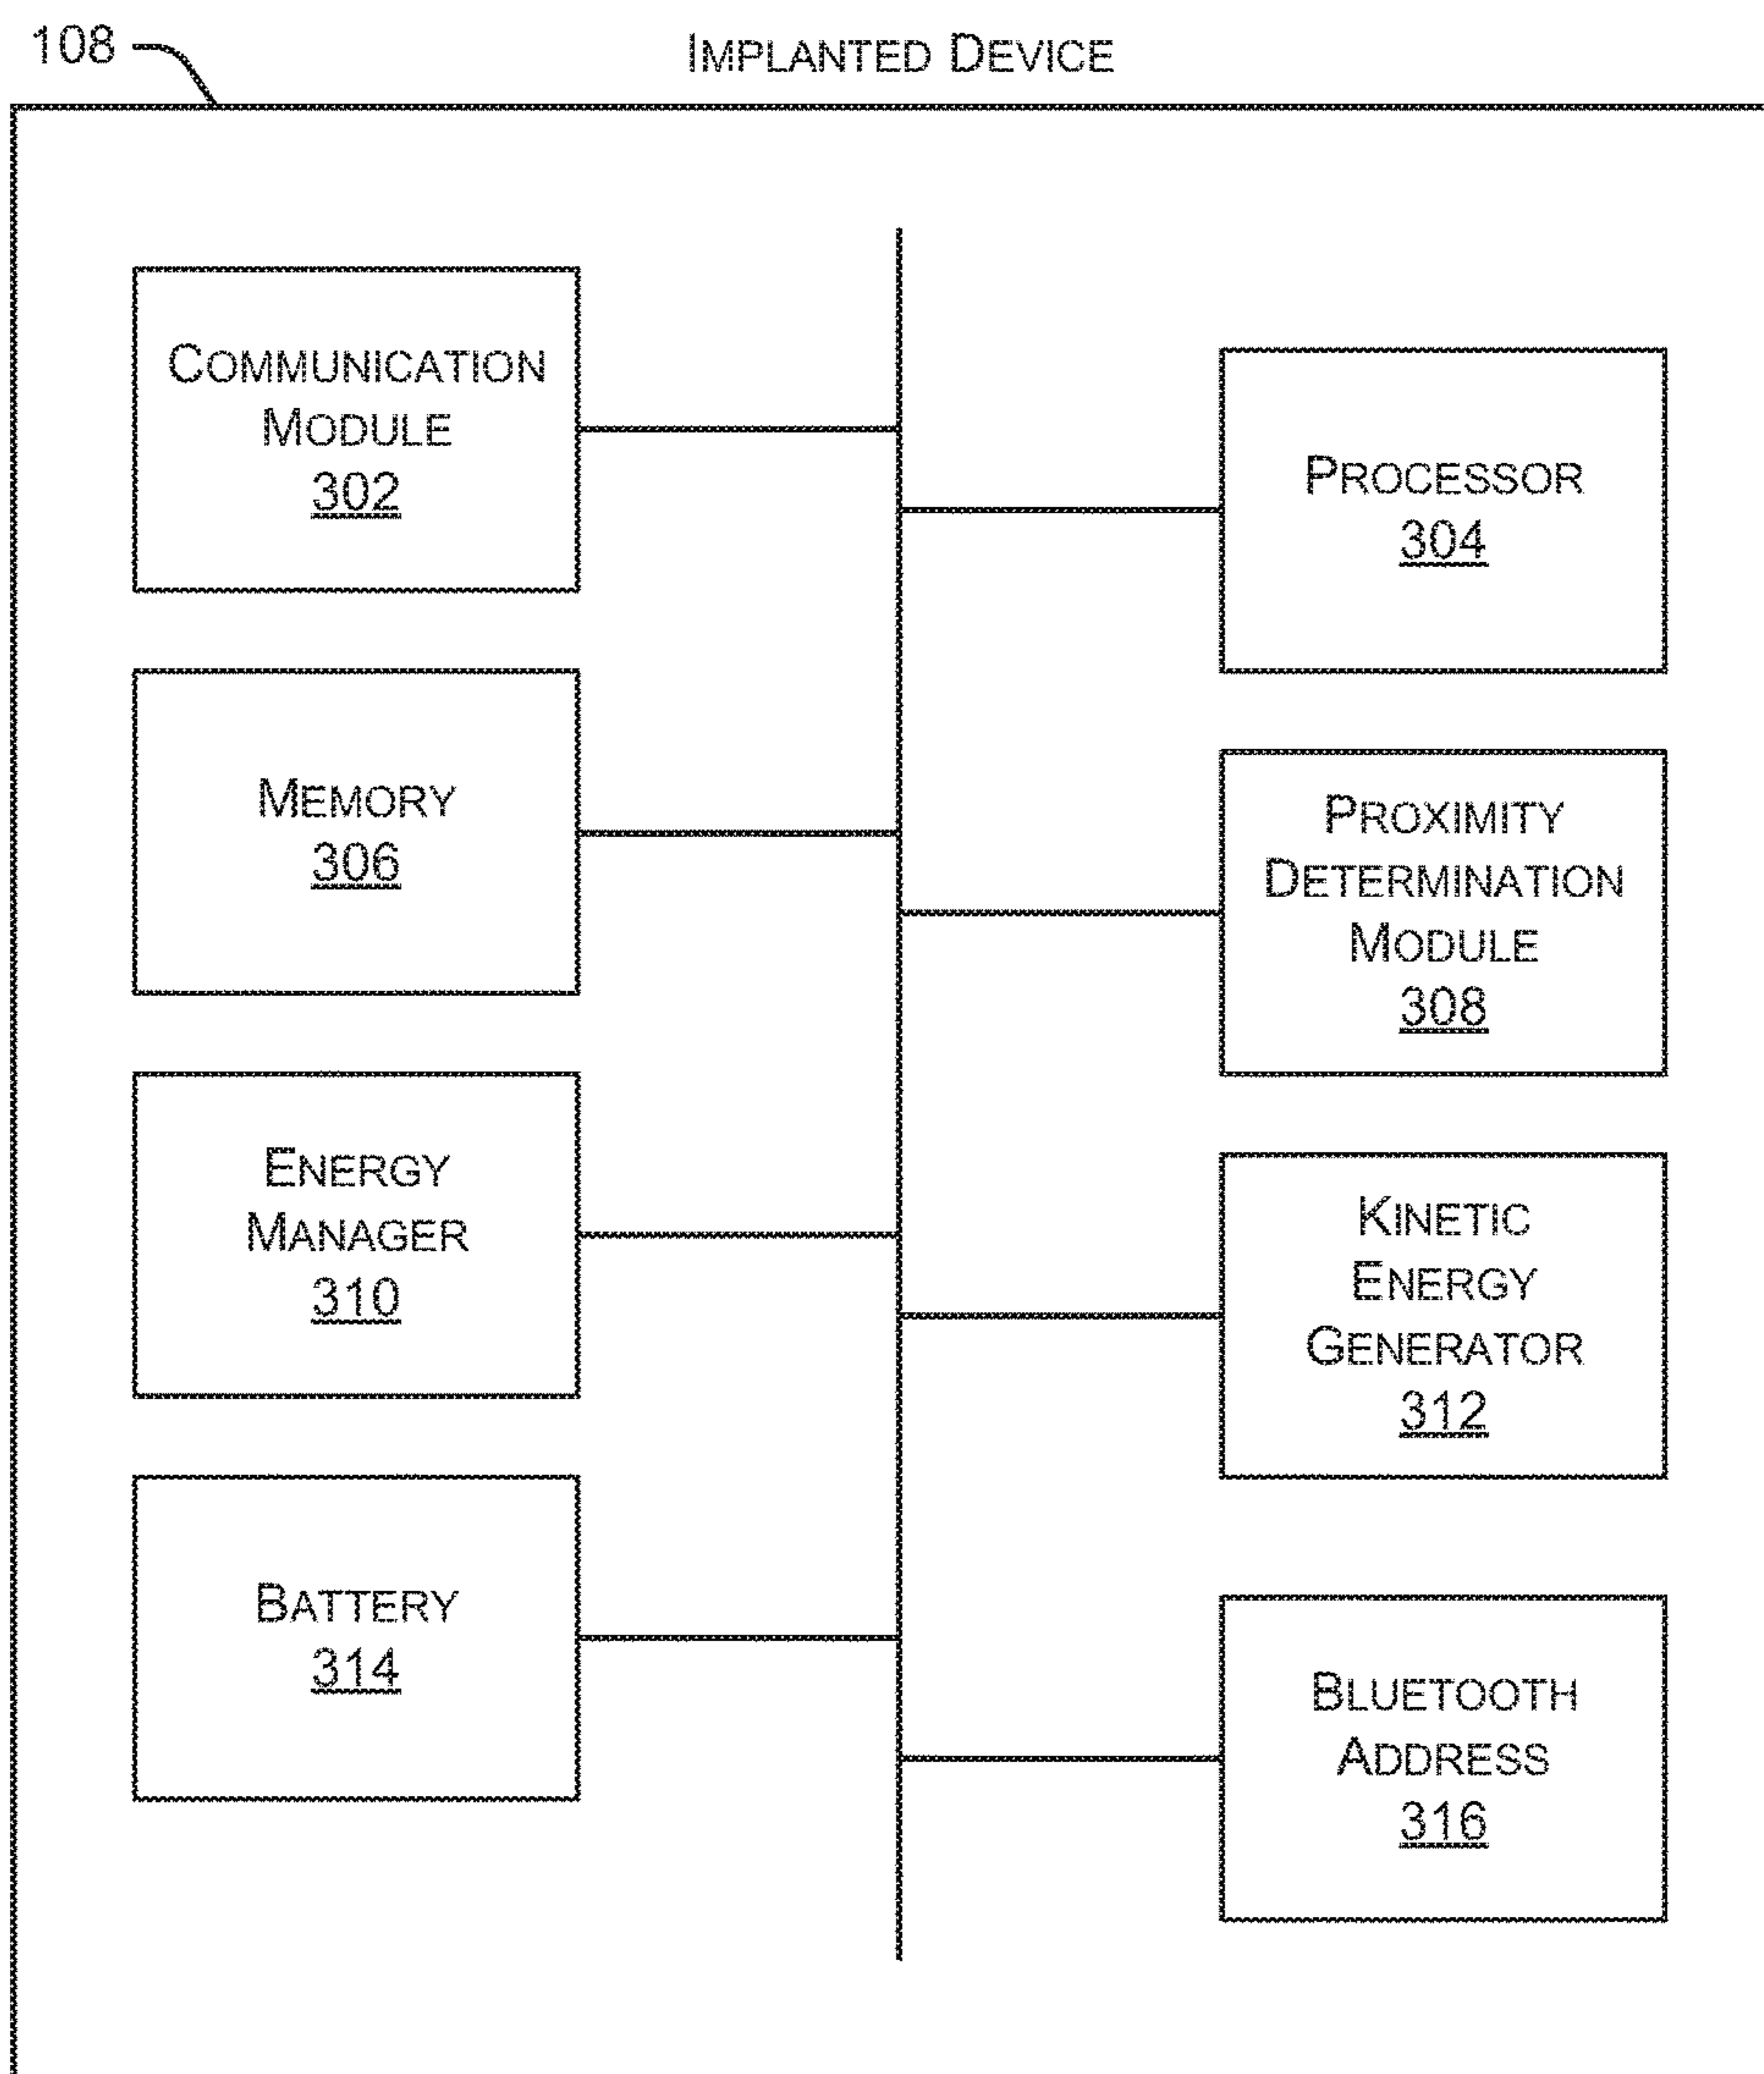 108
IMPLANTED DEVICE
COMMUNICATION
MODULE
302
PROCESSOR
304
MEMORY
306
PROXIMITY
DETERMINATION
MODULE
308
ENERGY
MANAGER
310
KINETIC
ENERGY
GENERATOR
312
BATTERY
314
BLUETOOTH
ADDRESS
316